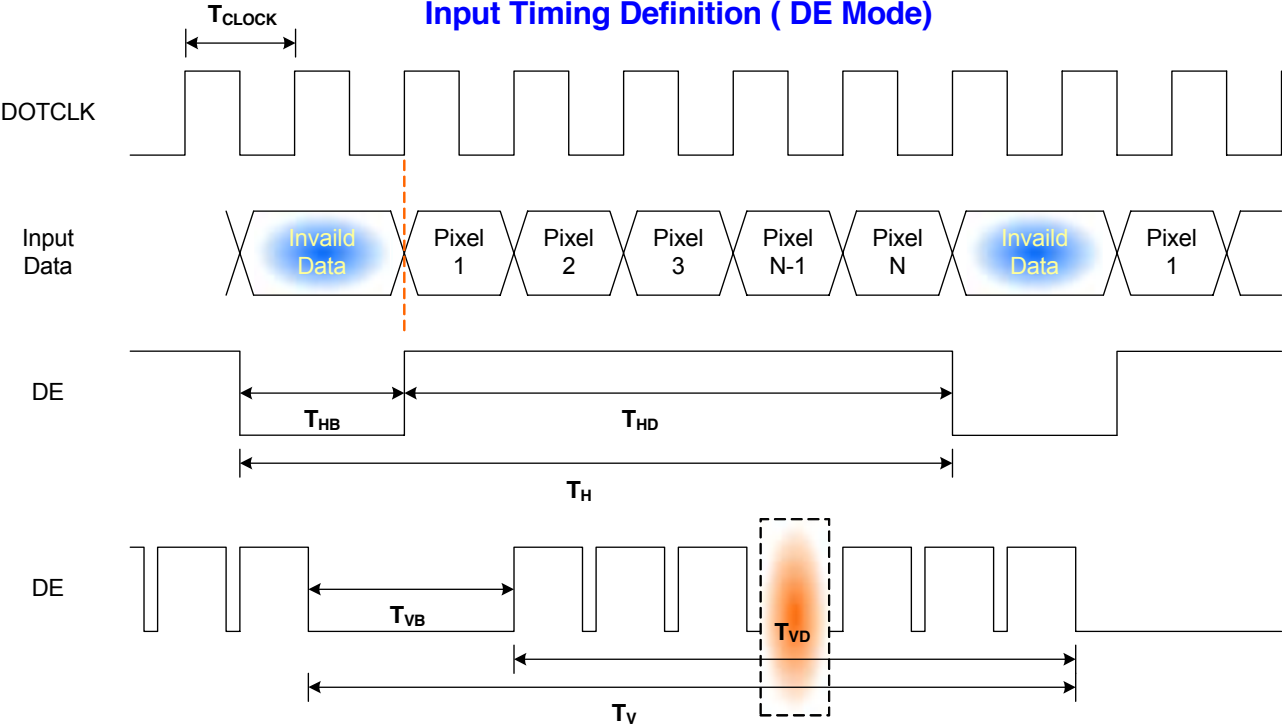 Input Timing Definition ( DE Mode)
TCLOCK
DOTCLK
Input
Data
Invaild
Data
Pixel
1
Pixel
2
Pixel
3
Pixel
N-1
Pixel
N
Invaild
Data
Pixel
1
DE
THB
THD
TH
DE
TVB
TVD
TV